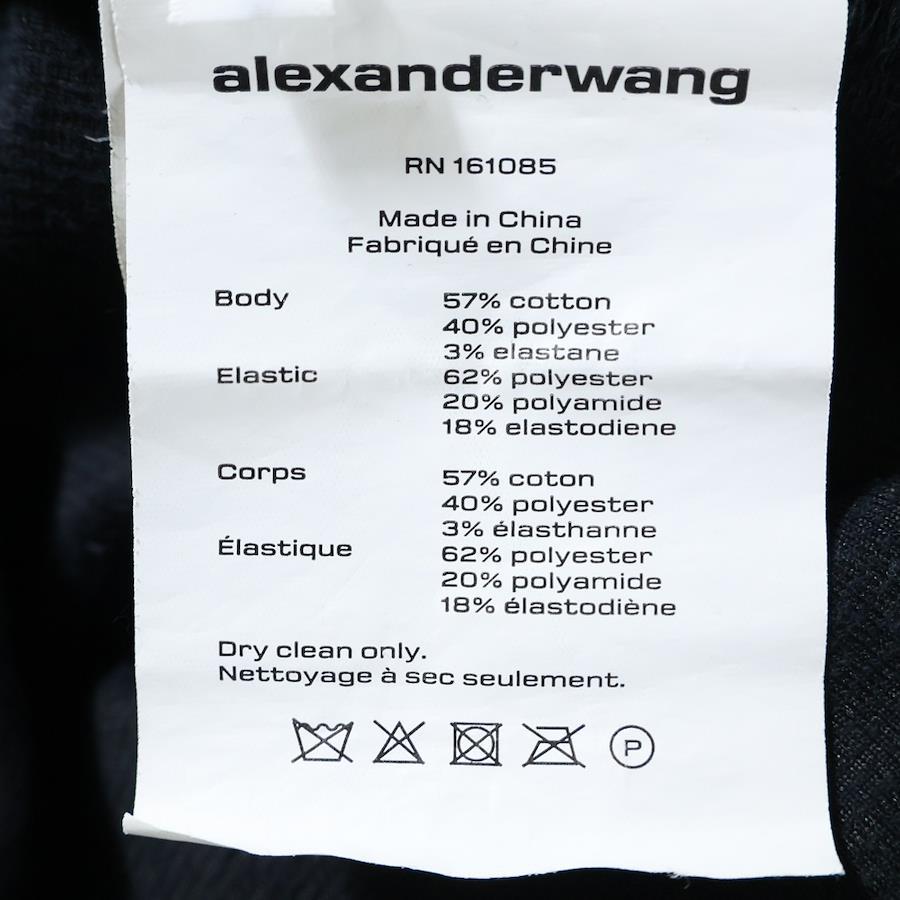 alexanderwang
RN 161085
Made in China
Fabriqué en Chine
Body 57% cotton
40% polyester
3% elastane
Elastic 62% polyester
20% polyamide
18% elastodiene
Corps 57% coton
40% polyester
3% élasthanne
Élastique 62% polyester
20% polyamide
18% élastodiène
Dry clean only.
Nettoyage à sec seulement.
P